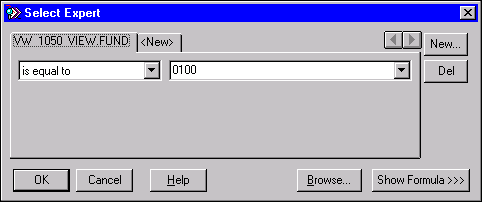 Select Expert
VW_1050_VIEW.FUND <New>
New...
is equal to 0100
Del
OK Cancel Help Browse... Show Formula >>>